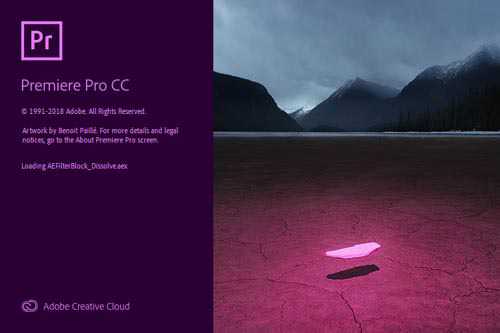 Pr
Premiere Pro CC
© 1991-2018 Adobe. All Rights Reserved.
Artwork by Benoit Paillé. For more details and legal
notices, go to the About Premiere Pro screen.
Loading AEFilterBlock_Dissolve.aex
Adobe Creative Cloud